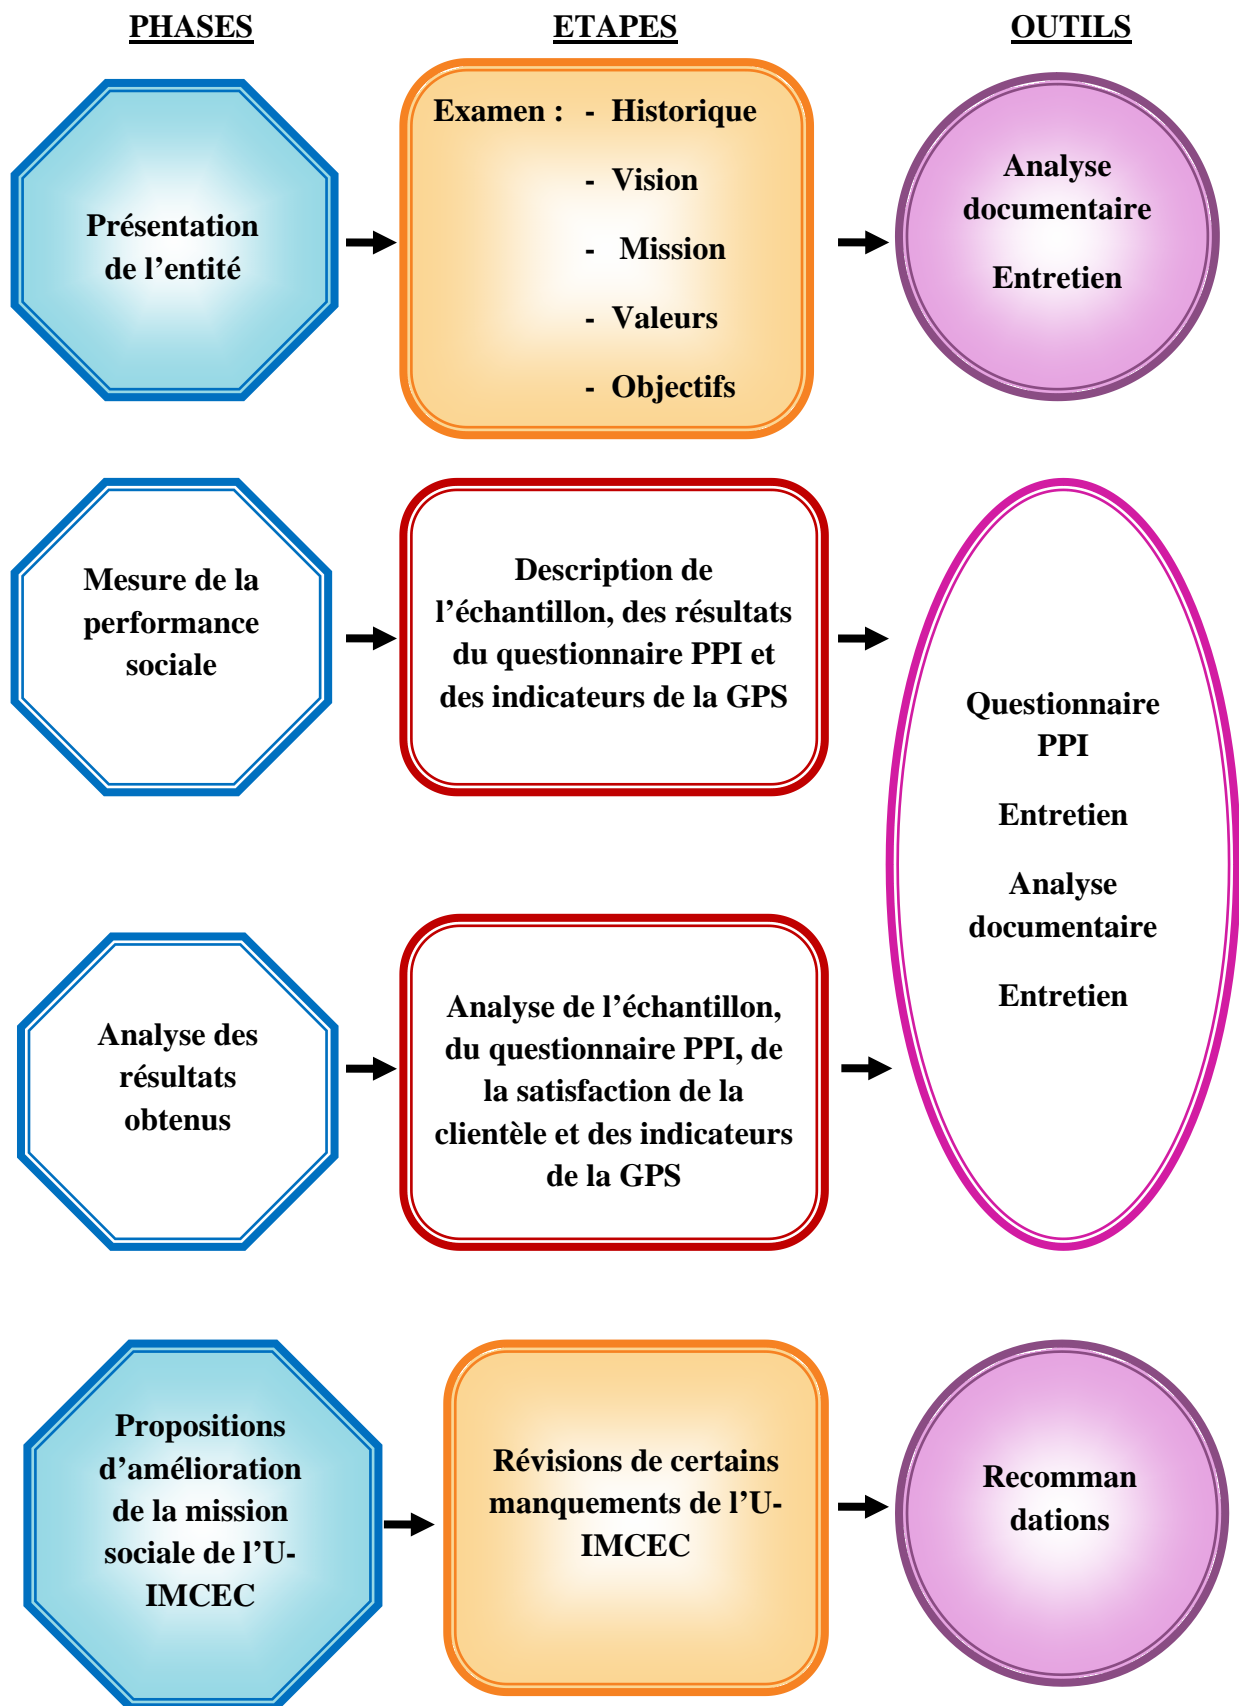 PHASES
ETAPES
OUTILS
Présentation
de l’entité
Examen : - Historique
- Vision
- Mission
- Valeurs
- Objectifs
Analyse
documentaire
Entretien
Mesure de la
performance
sociale
Description de
l’échantillon, des résultats
du questionnaire PPI et
des indicateurs de la GPS
Questionnaire
PPI
Entretien
Analyse
documentaire
Entretien
Analyse des
résultats
obtenus
Analyse de l’échantillon,
du questionnaire PPI, de
la satisfaction de la
clientèle et des indicateurs
de la GPS
Propositions
d’amélioration
de la mission
sociale de l’U-
IMCEC
Révisions de certains
manquements de l’U-
IMCEC
Recomman
dations